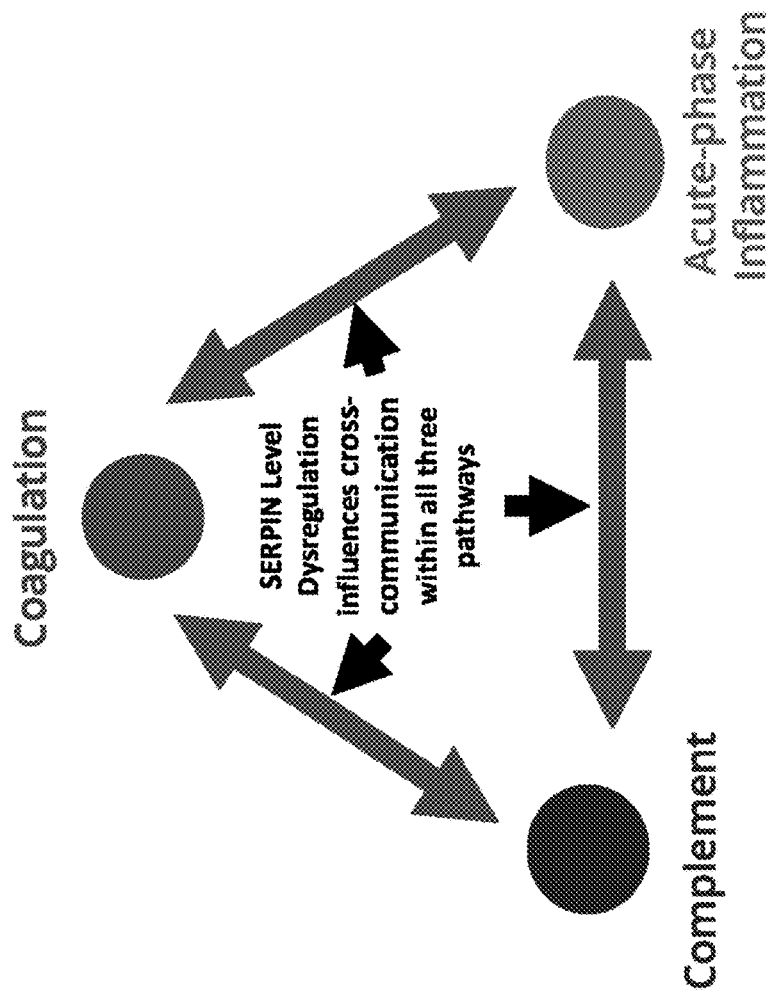 Coagulation
SERPIN Level
Dysregulation
influences cross-
communication
within all three
pathways
Complement
Acute-phase
Inflammation